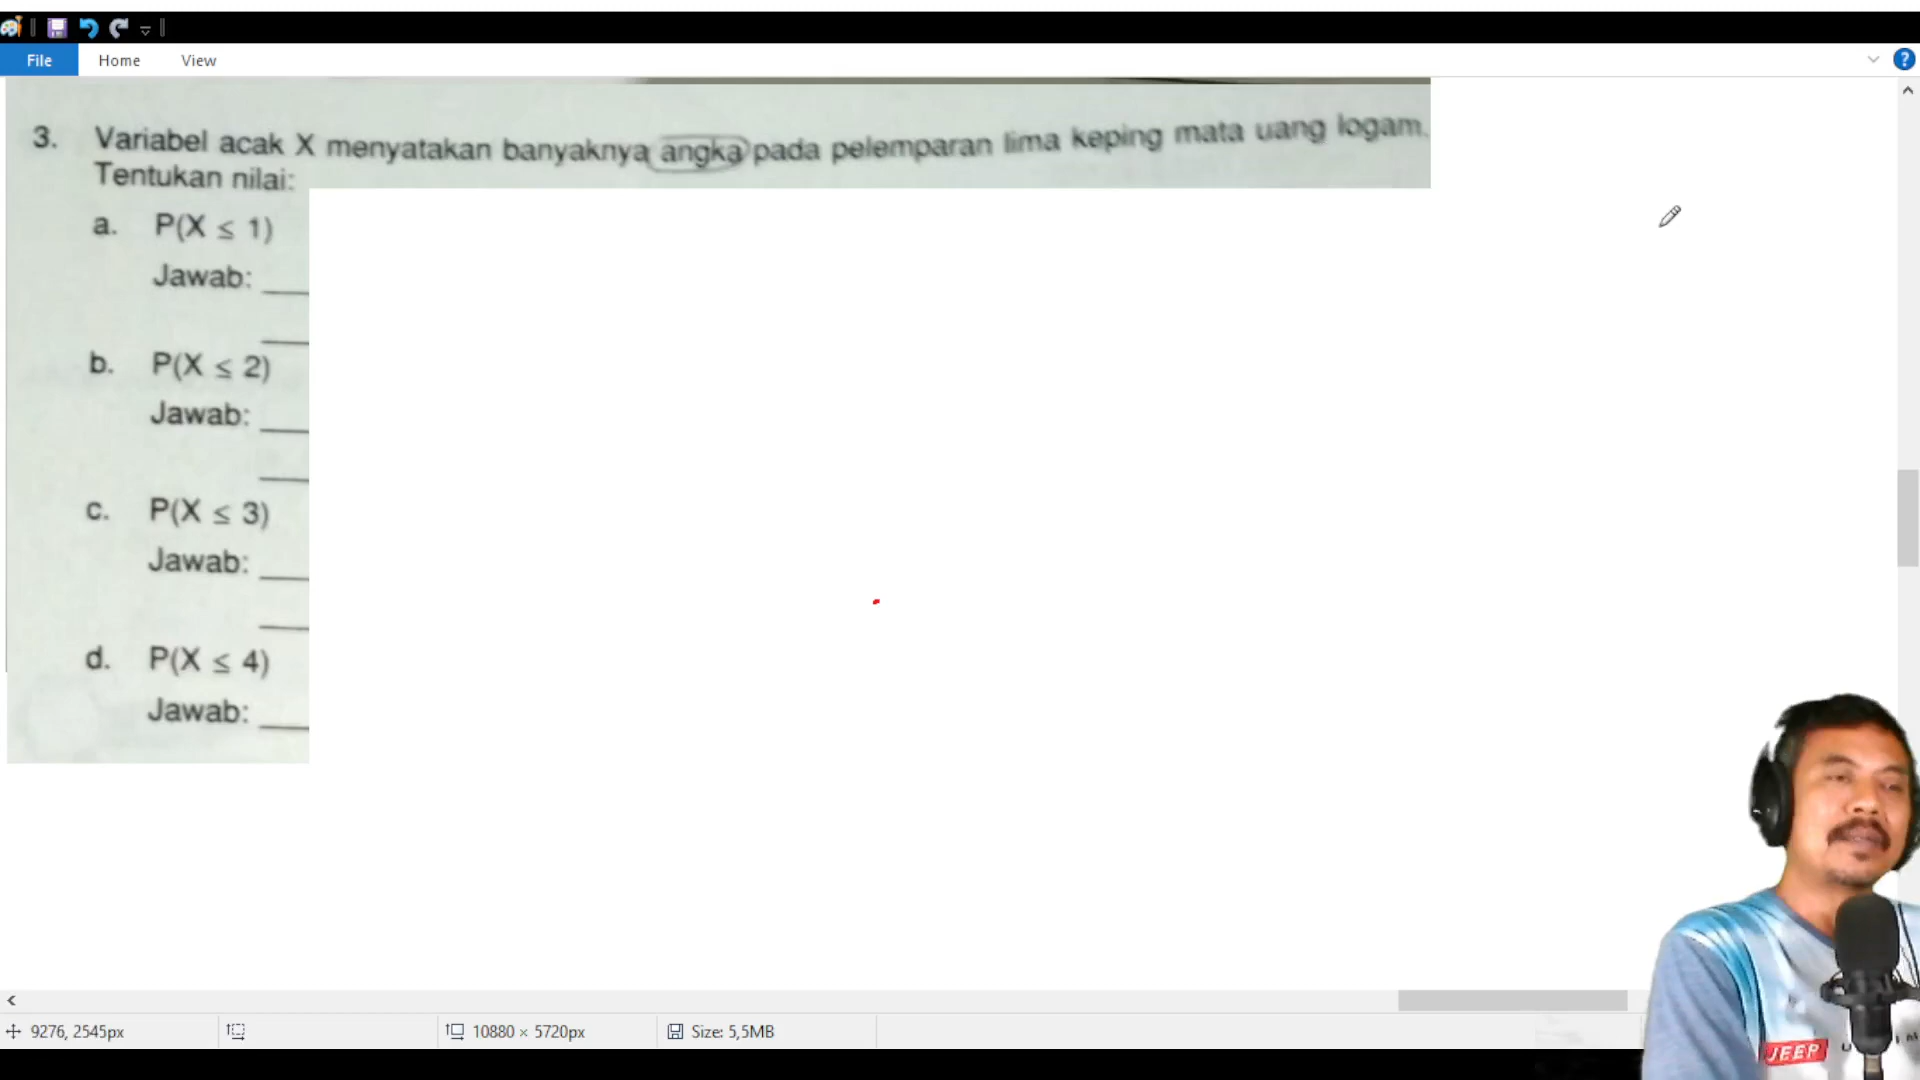 File
Home
View
3. Variabel acak X menyatakan banyaknya angka pada pelemparan lima keping mata uang logam.
Tentukan nilai:
a. P(X ≤ 1)
Jawab:
b. P(X ≤ 2)
Jawab:
c. P(X ≤ 3)
Jawab:
d. P(X ≤ 4)
Jawab:
JEEP
9276, 2545px
10880 × 5720px
Size: 5,5MB